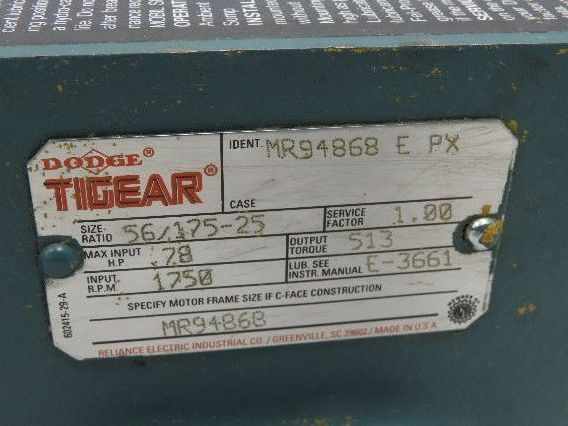 DODGE®
TIGEAR®
IDENT. MR94868 E PX
CASE
SIZE-RATIO 56/175-25
SERVICE FACTOR 1.00
MAX INPUT H.P. .78
OUTPUT TORQUE 513
INPUT R.P.M. 1750
LUB. SEE INSTR. MANUAL E-3661
SPECIFY MOTOR FRAME SIZE IF C-FACE CONSTRUCTION
MR94868
RELIANCE ELECTRIC INDUSTRIAL CO. / GREENVILLE, SC 29602 / MADE IN U.S.A.
602415-29-A